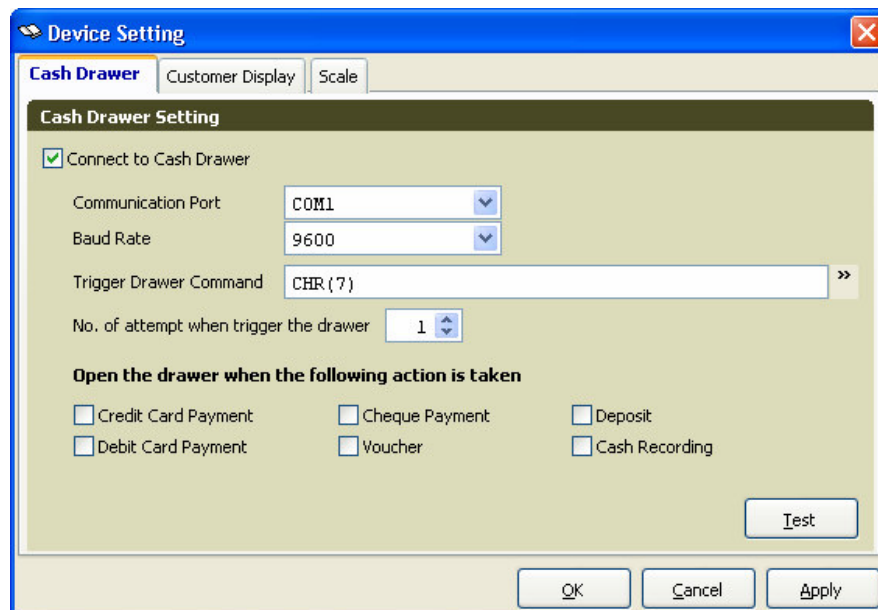 Device Setting
Cash Drawer Customer Display Scale
Cash Drawer Setting
Connect to Cash Drawer
Communication Port COM1
Baud Rate 9600
Trigger Drawer Command CHR(7) »
No. of attempt when trigger the drawer 1
Open the drawer when the following action is taken
Credit Card Payment Cheque Payment Deposit
Debit Card Payment Voucher Cash Recording
Test
OK Cancel Apply